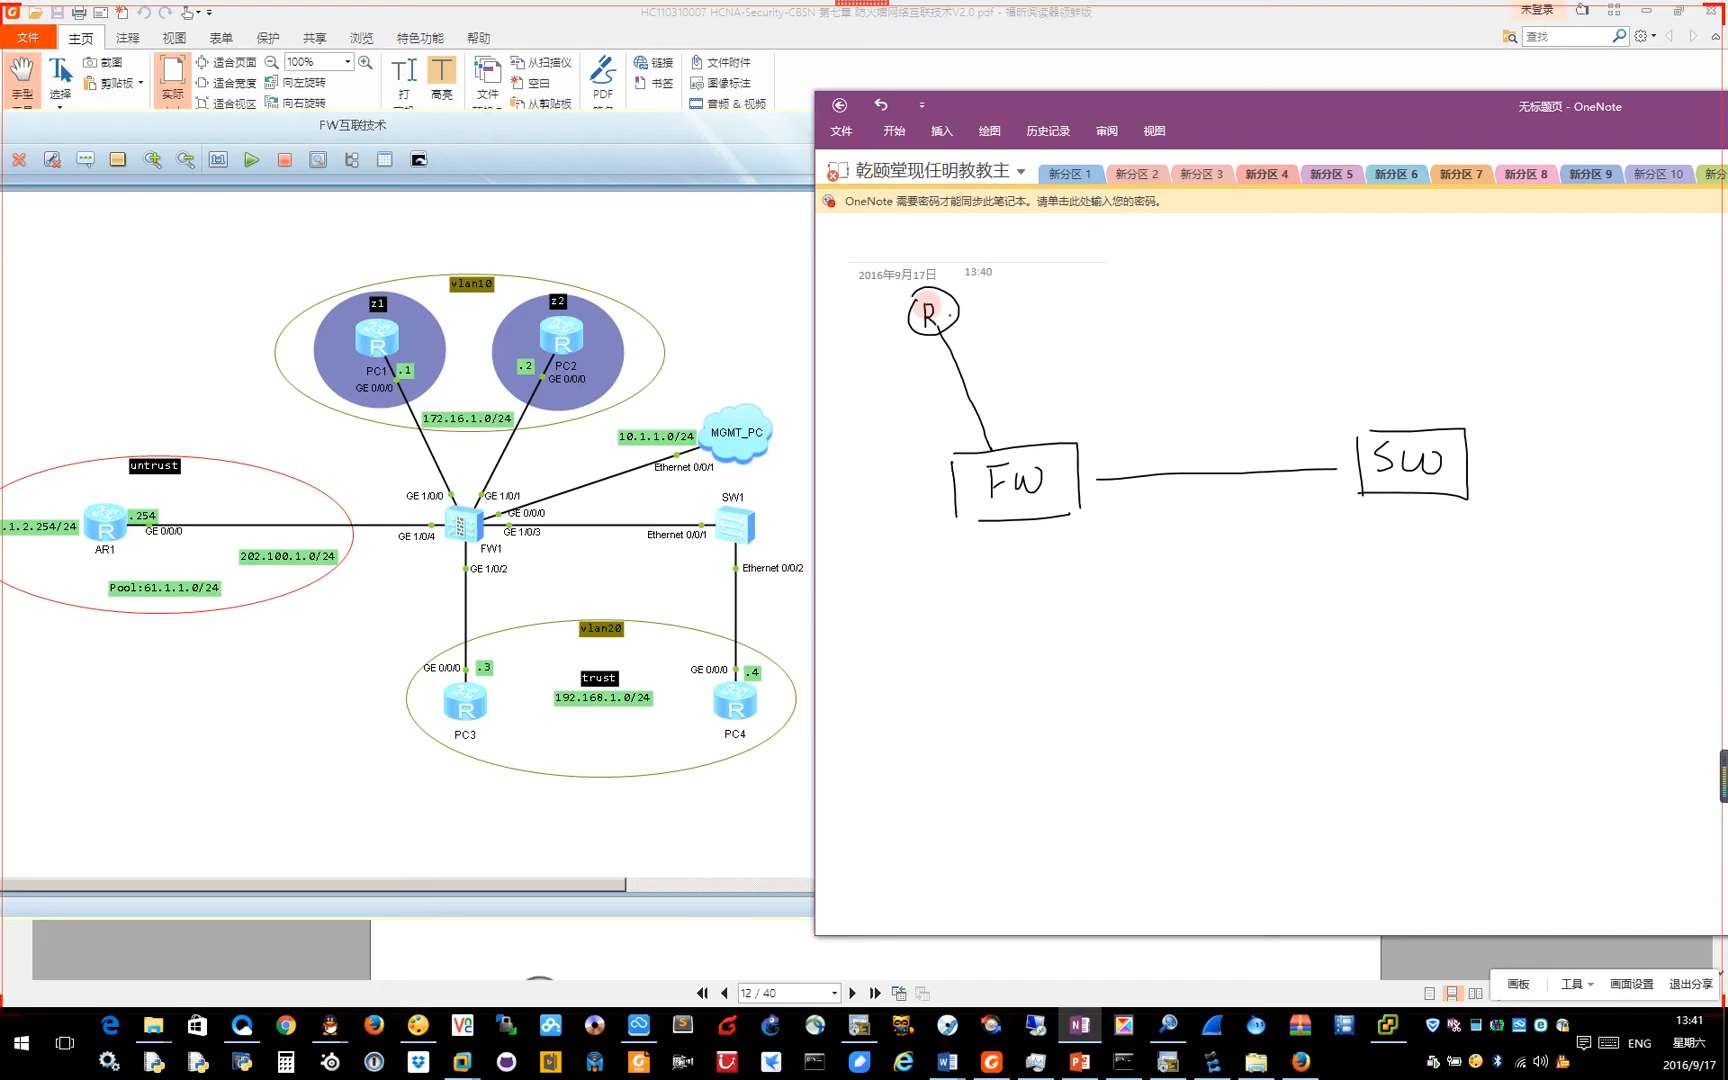 HC110310007 HCNA-Security-CBSN 第七章 防火墙网络互联技术V2.0.pdf - 福昕阅读器领鲜版
未登录
文件 主页 注释 视图 表单 保护 共享 浏览 特色功能 帮助
查找
手型
选择
截图
剪贴板
实际
适合页面
适合宽度
适合视区
100%
向左旋转
向右旋转
打
高亮
文件
从扫描仪
空白
从剪贴板
PDF
链接
书签
文件附件
图像标注
音频 & 视频
FW互联技术
无标题页 - OneNote
文件 开始 插入 绘图 历史记录 审阅 视图
乾颐堂现任明教教主
新分区 1 新分区 2 新分区 3 新分区 4 新分区 5 新分区 6 新分区 7 新分区 8 新分区 9 新分区 10 新分
OneNote 需要密码才能同步此笔记本。请单击此处输入您的密码。
2016年9月17日 13:40
R
FW
SW
vlan10
z1
z2
R
R
PC1
.1
GE 0/0/0
.2
PC2
GE 0/0/0
172.16.1.0/24
10.1.1.0/24
MGMT_PC
Ethernet 0/0/1
untrust
GE 1/0/0
GE 1/0/1
SW1
.1.2.254/24
R
.254
GE 0/0/0
AR1
GE 0/0/0
GE 1/0/4
GE 1/0/3
Ethernet 0/0/1
FW1
202.100.1.0/24
GE 1/0/2
Ethernet 0/0/2
Pool:61.1.1.0/24
vlan20
GE 0/0/0
.3
trust
GE 0/0/0
.4
192.168.1.0/24
R
R
PC3
PC4
12 / 40
画板 工具 画面设置 退出分享
13:41
ENG
星期六
2016/9/17